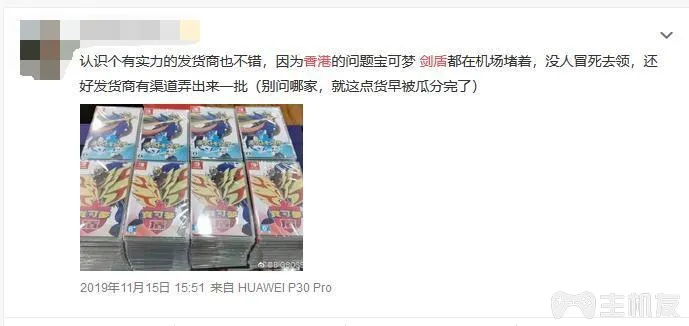 认识个有实力的发货商也不错，因为香港的问题宝可梦 剑盾都在机场堵着，没人冒死去领，还
好发货商有渠道弄出来一批（别问哪家，就这点货早被瓜分完了）
2019年11月15日 15:51 来自 HUAWEI P30 Pro
主机友